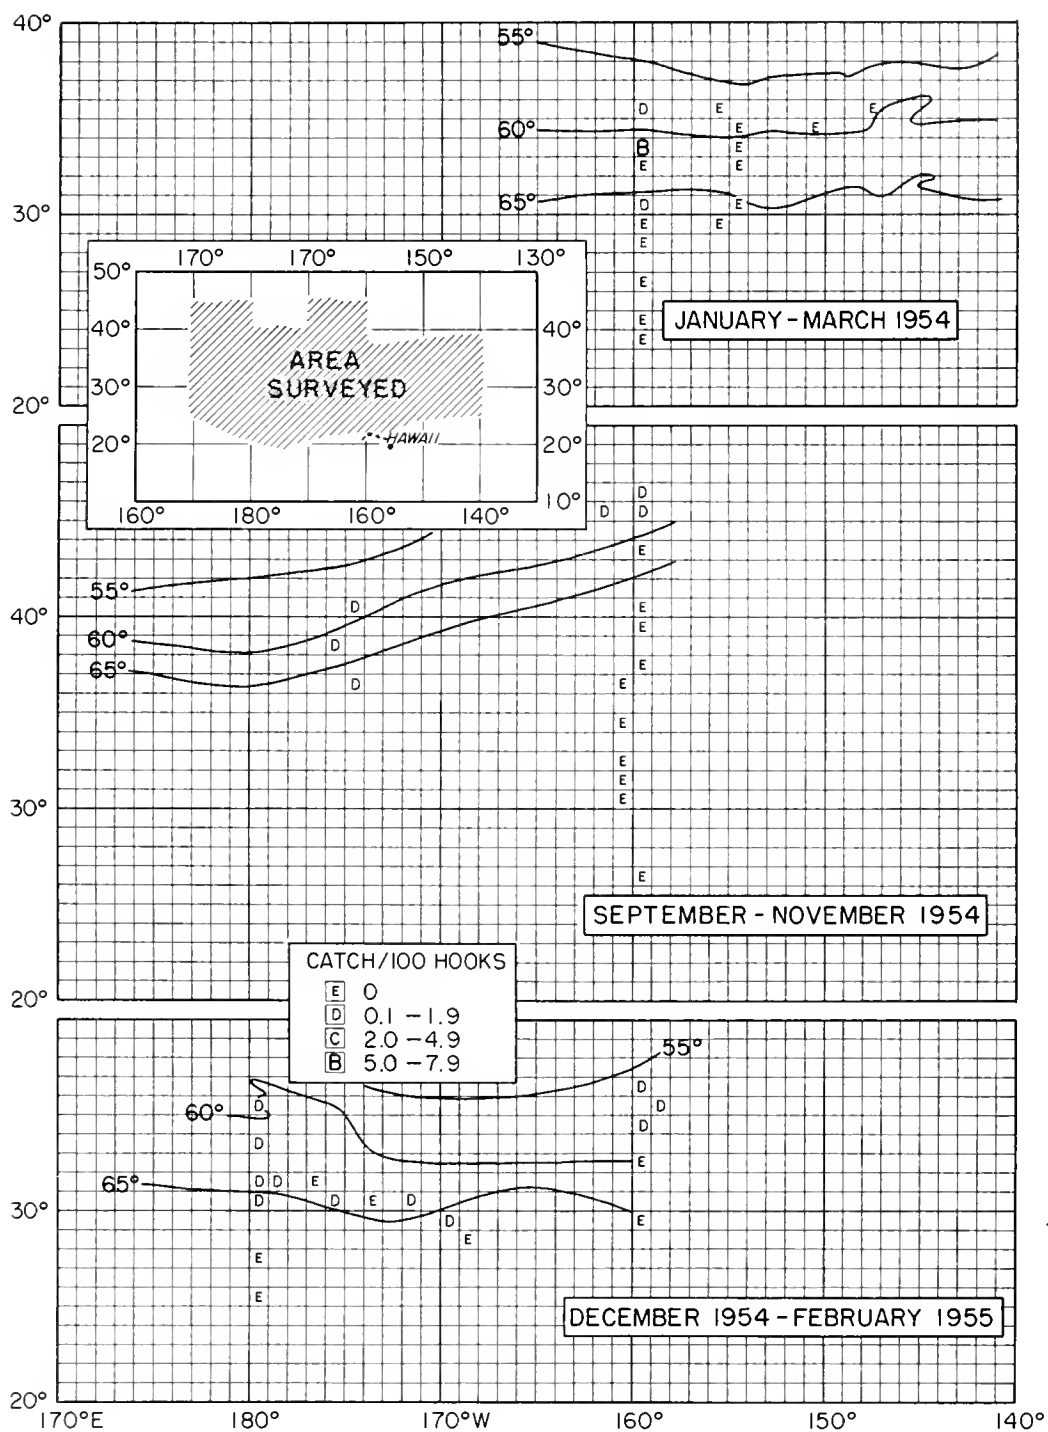 40°
55°
D E E
60° E E
B E
E E
65° D E
30° E E
E
E
E
E
20°
JANUARY - MARCH 1954
170° 170° 150° 130°
50°
40° 40°
AREA
SURVEYED
30° 30°
20° HAWAII 20°
10°
160° 180° 160° 140°
D
D D
E
55°
D E
40° E
60° D
65° E
D E
E
E
E
30° E
E
SEPTEMBER - NOVEMBER 1954
20°
CATCH/100 HOOKS
E 0
D 0.1 - 1.9
C 2.0 - 4.9
B 5.0 - 7.9
55°
D
60° D D
D D
E
65° D D E
30° D D E D
D E
E
E
E
DECEMBER 1954 - FEBRUARY 1955
20°
170°E 180° 170°W 160° 150° 140°